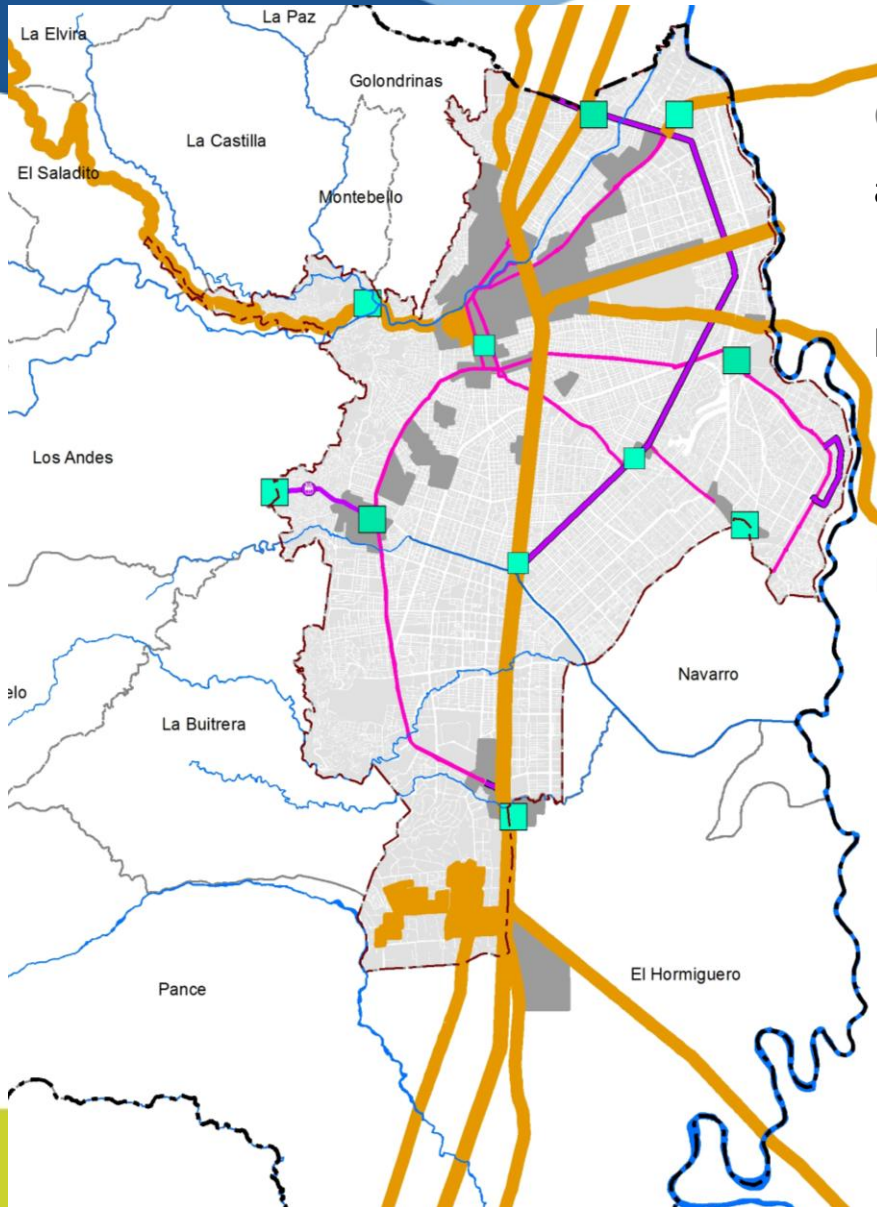 La Paz
La Elvira
Golondrinas
La Castilla
El Saladito
Montebello
Los Andes
Navarro
elo
La Buitrera
El Hormiguero
Pance